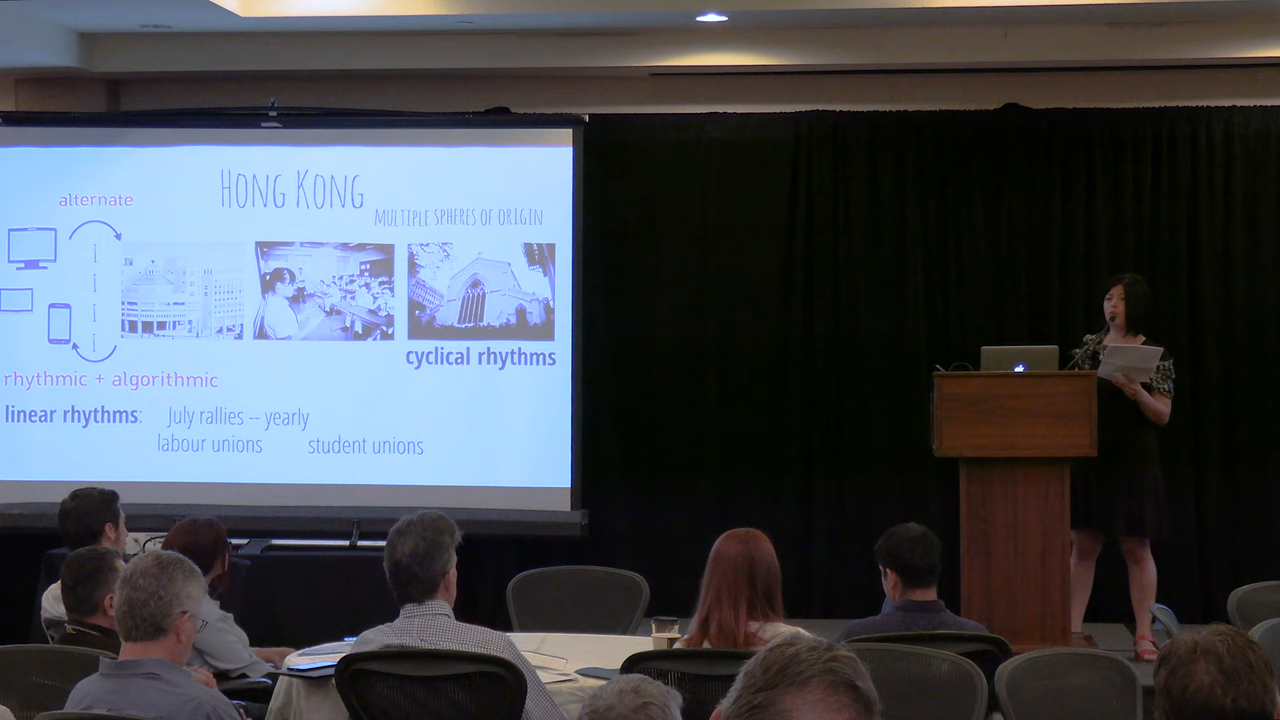 Hong Kong
alternate
multiple spheres of origin
cyclical rhythms
rhythmic + algorithmic
linear rhythms: July rallies -- yearly
labour unions student unions